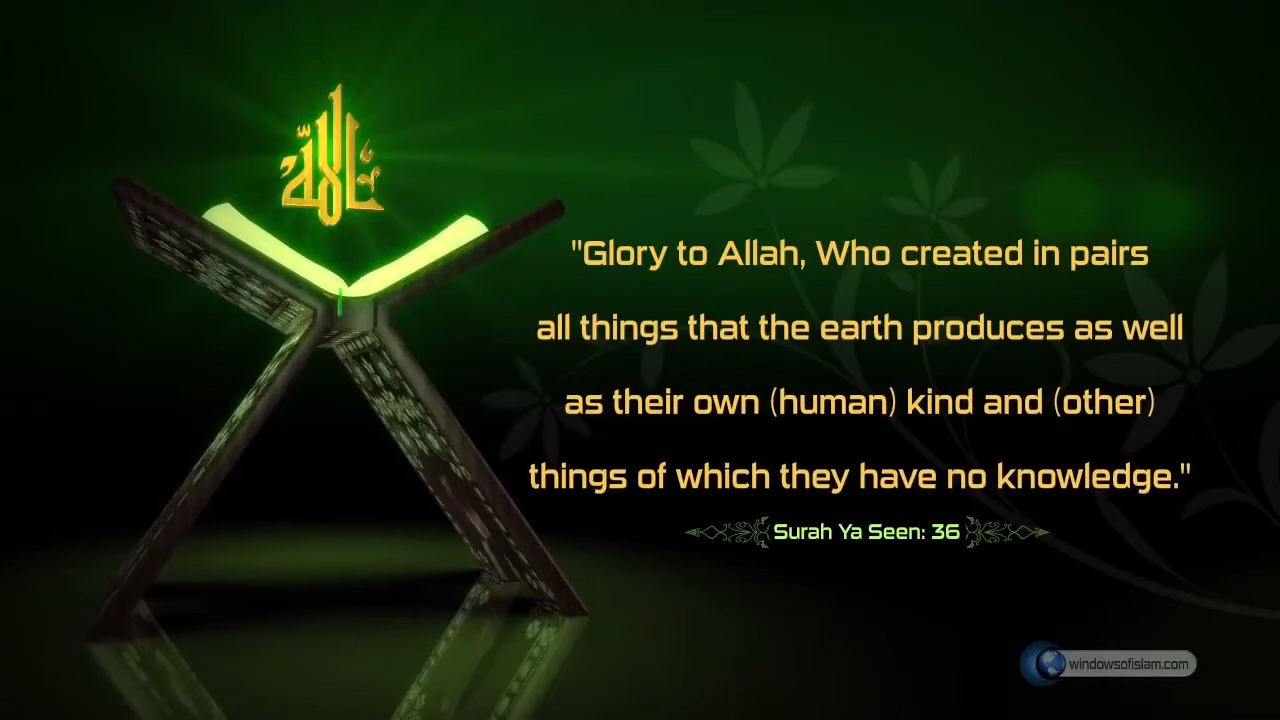 الله
"Glory to Allah, Who created in pairs
all things that the earth produces as well
as their own (human) kind and (other)
things of which they have no knowledge."
Surah Ya Seen: 36
windowsofislam.com